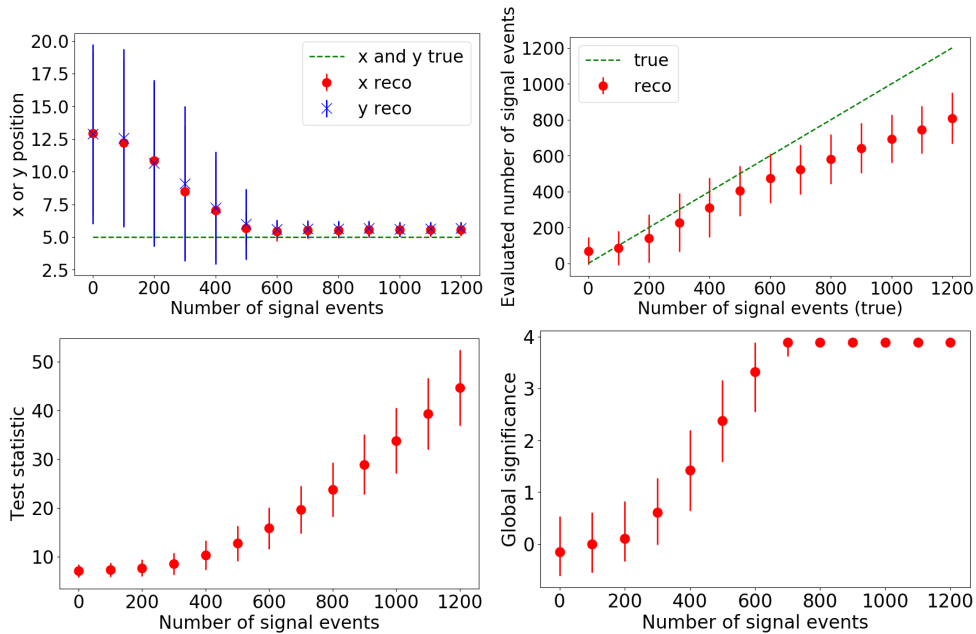 x or y position
20.0
17.5
15.0
12.5
10.0
7.5
5.0
2.5
x and y true
x reco
y reco
0 200 400 600 800 1000 1200
Number of signal events
Evaluated number of signal events
1200
1000
800
600
400
200
0
true
reco
0 200 400 600 800 1000 1200
Number of signal events (true)
Test statistic
50
40
30
20
10
0 200 400 600 800 1000 1200
Number of signal events
Global significance
4
3
2
1
0
0 200 400 600 800 1000 1200
Number of signal events